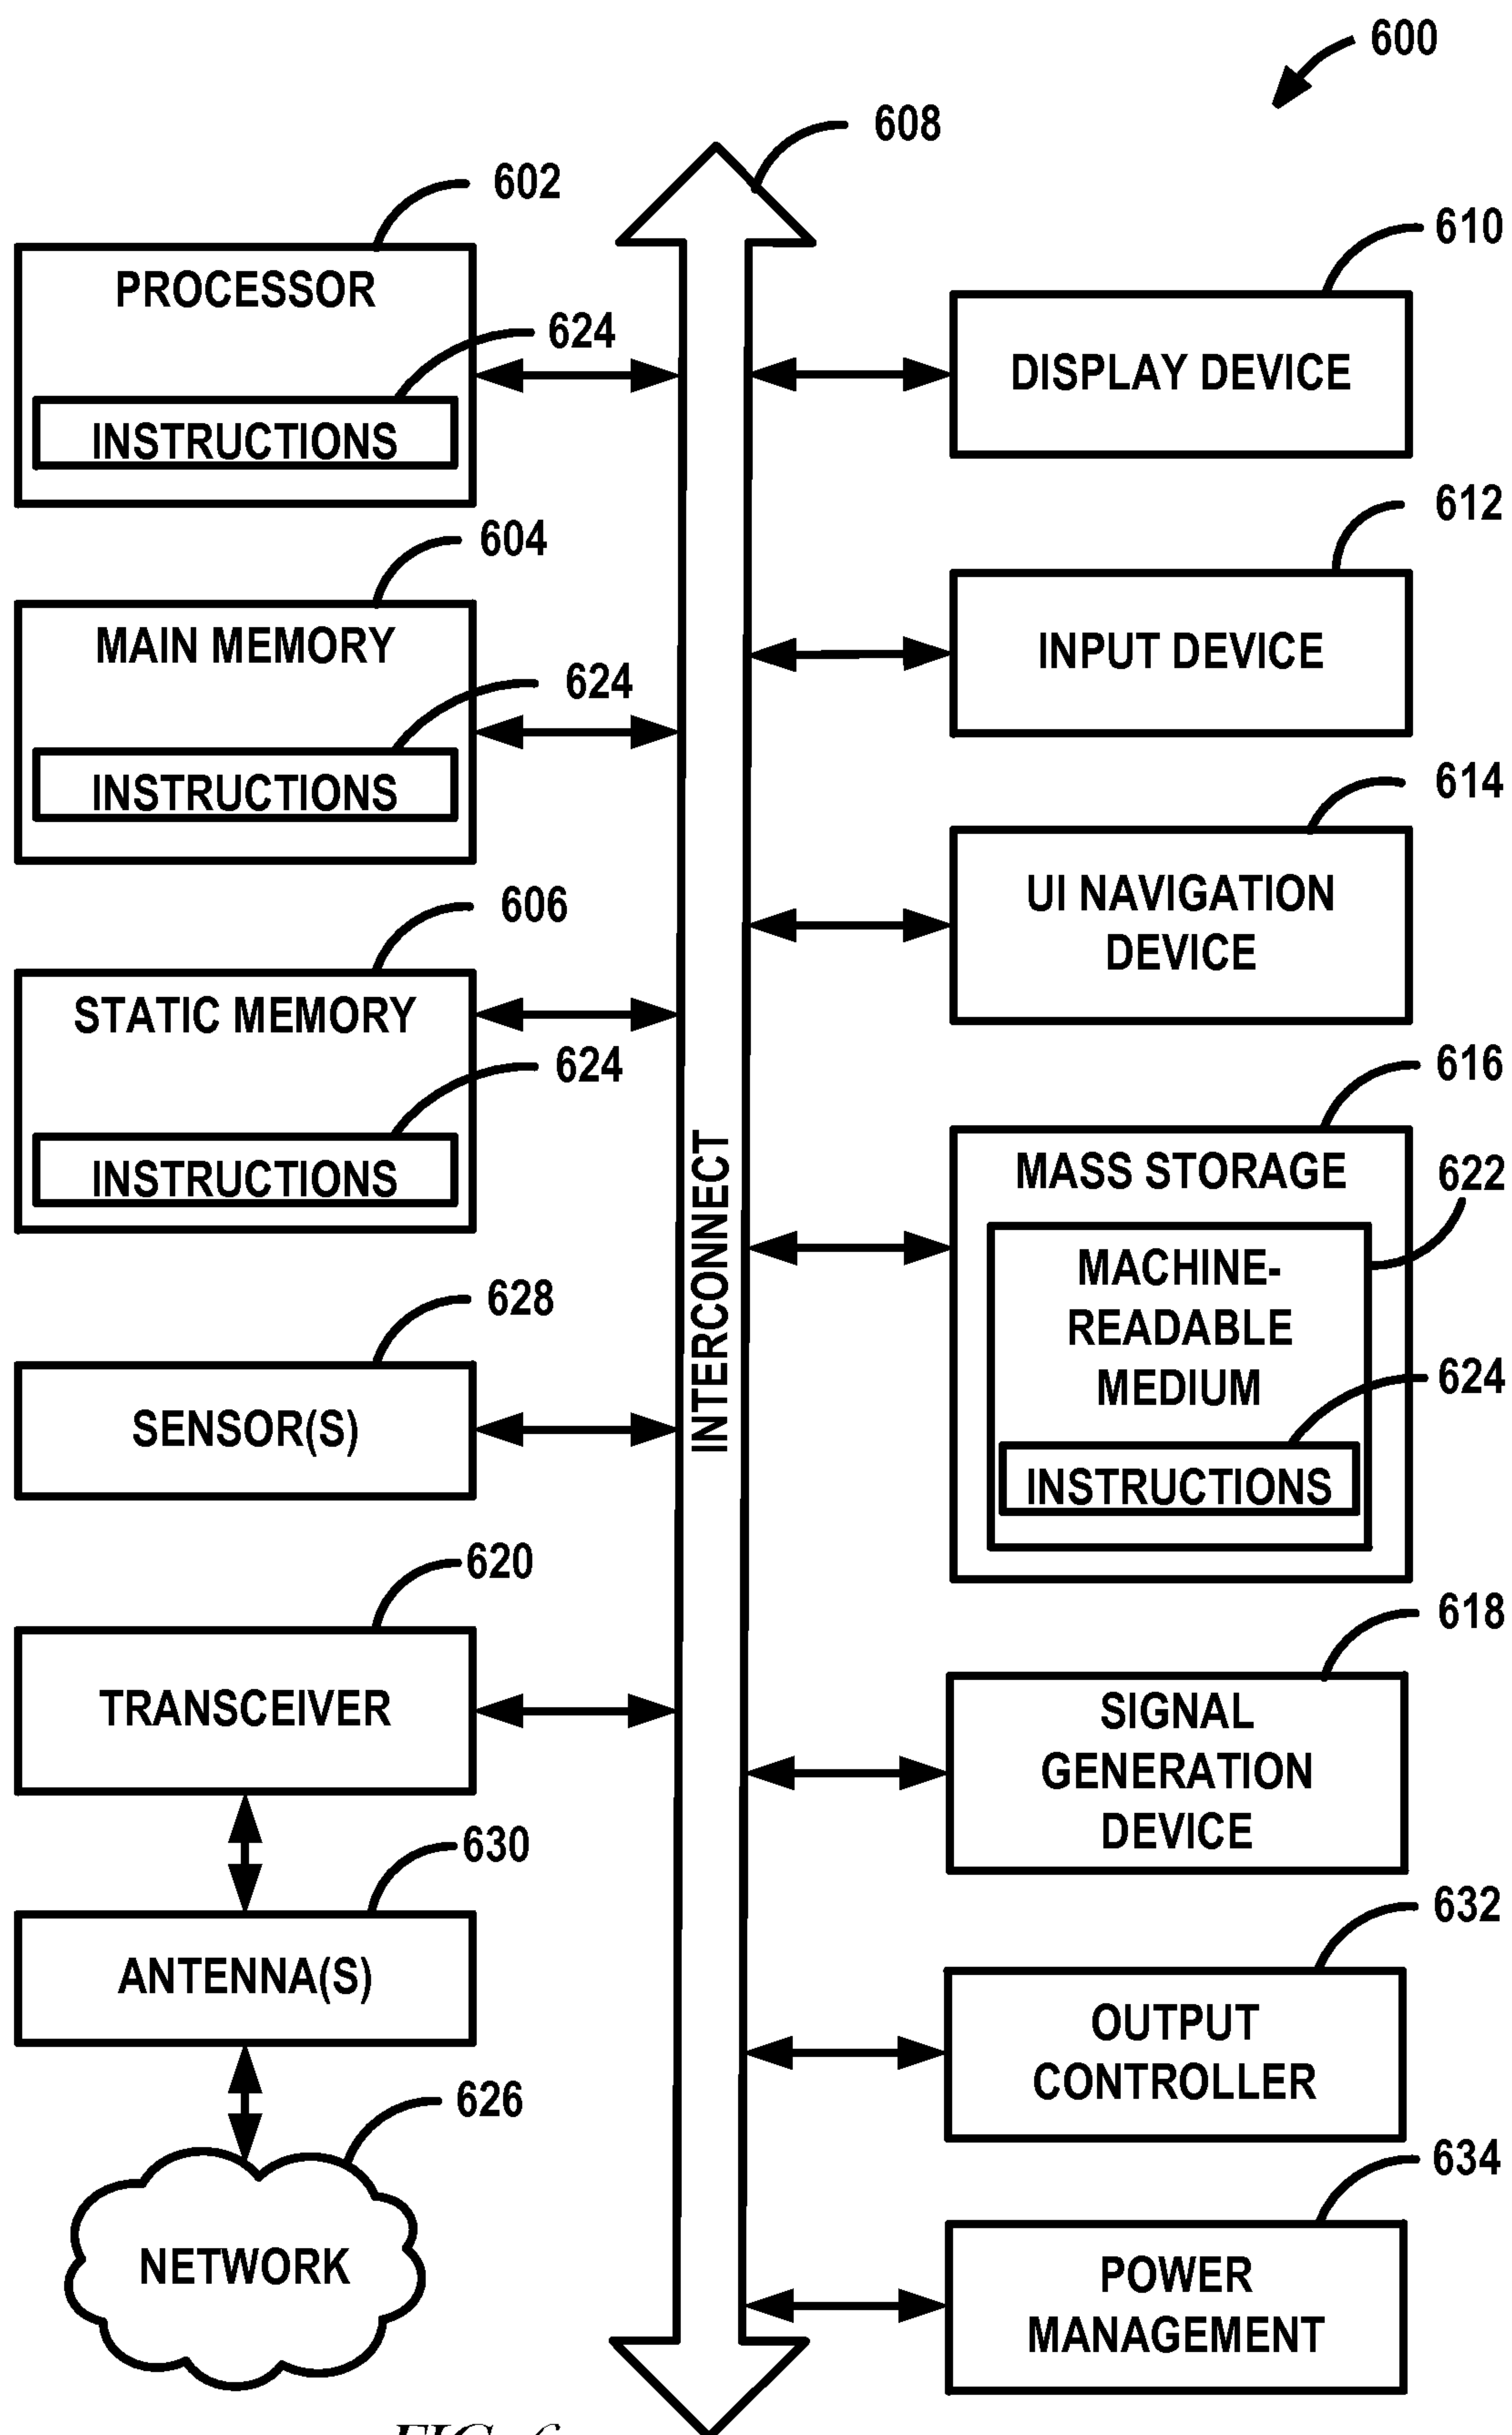 600
608
602
PROCESSOR
624
INSTRUCTIONS
604
MAIN MEMORY
624
INSTRUCTIONS
606
STATIC MEMORY
624
INSTRUCTIONS
628
SENSOR(S)
620
TRANSCEIVER
630
ANTENNA(S)
626
NETWORK
INTERCONNECT
610
DISPLAY DEVICE
612
INPUT DEVICE
614
UI NAVIGATION
DEVICE
616
MASS STORAGE
622
MACHINE-
READABLE
MEDIUM
624
INSTRUCTIONS
618
SIGNAL
GENERATION
DEVICE
632
OUTPUT
CONTROLLER
634
POWER
MANAGEMENT
FIG. 6